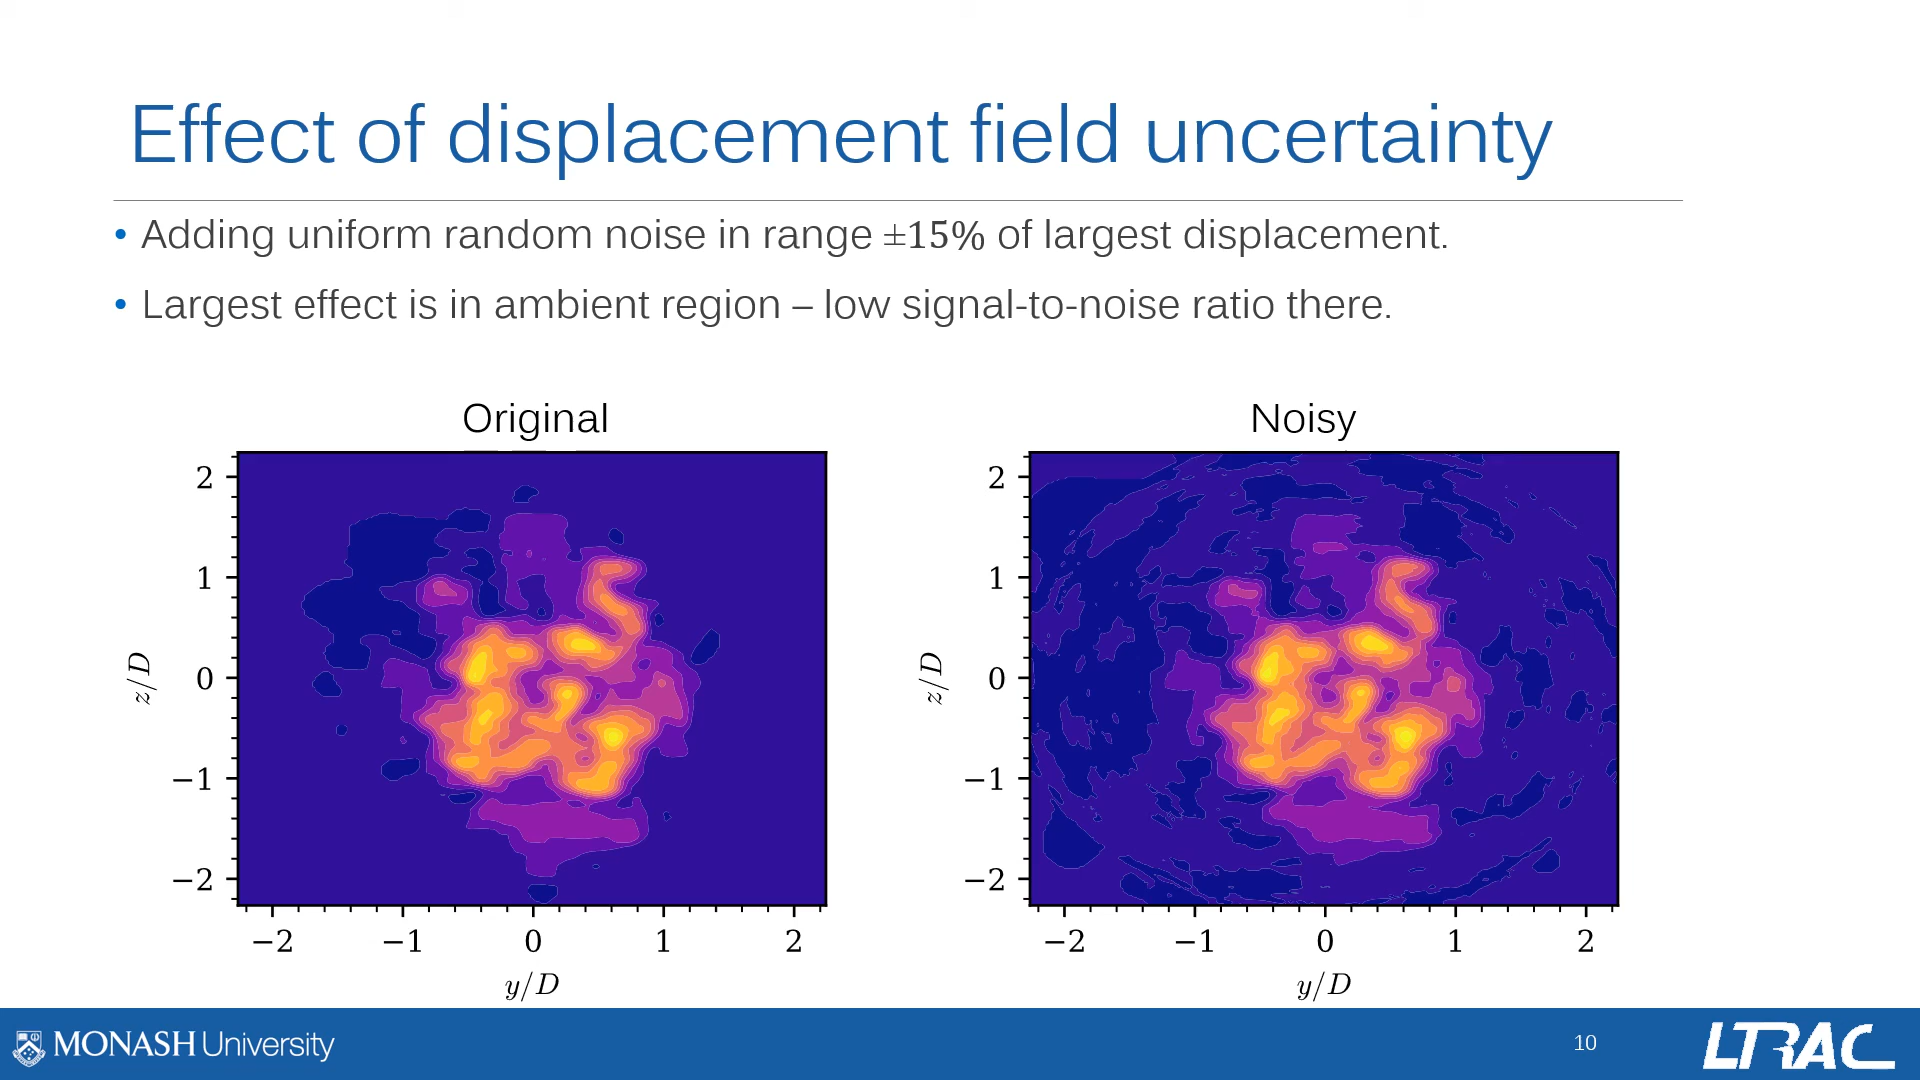 Effect of displacement field uncertainty
• Adding uniform random noise in range ±15% of largest displacement.
• Largest effect is in ambient region – low signal-to-noise ratio there.
Original
2
1
0
−1
−2
z/D
−2 −1 0 1 2
y/D
Noisy
2
1
0
−1
−2
z/D
−2 −1 0 1 2
y/D
MONASH University
10
LTRAC